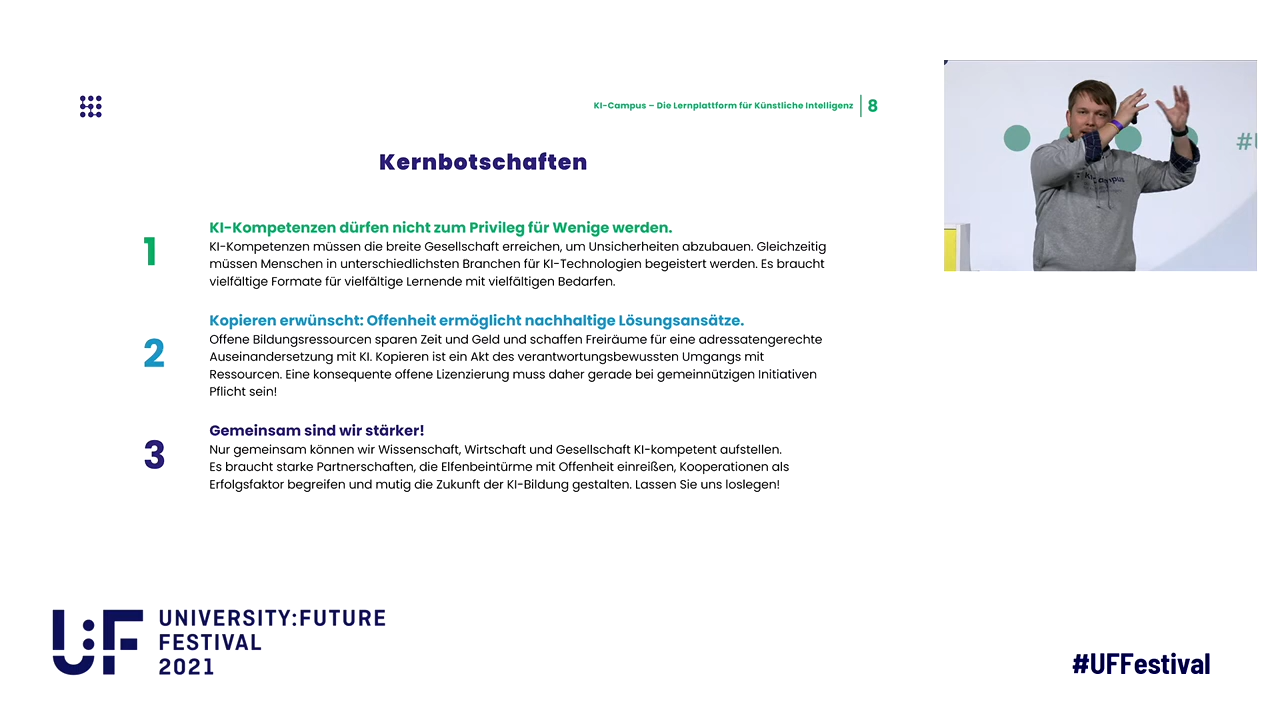 KI-Campus – Die Lernplattform für Künstliche Intelligenz
8
Kernbotschaften
1
KI-Kompetenzen dürfen nicht zum Privileg für Wenige werden.
KI-Kompetenzen müssen die breite Gesellschaft erreichen, um Unsicherheiten abzubauen. Gleichzeitig
müssen Menschen in unterschiedlichsten Branchen für KI-Technologien begeistert werden. Es braucht
vielfältige Formate für vielfältige Lernende mit vielfältigen Bedarfen.
2
Kopieren erwünscht: Offenheit ermöglicht nachhaltige Lösungsansätze.
Offene Bildungsressourcen sparen Zeit und Geld und schaffen Freiräume für eine adressatengerechte
Auseinandersetzung mit KI. Kopieren ist ein Akt des verantwortungsbewussten Umgangs mit
Ressourcen. Eine konsequente offene Lizenzierung muss daher gerade bei gemeinnützigen Initiativen
Pflicht sein!
3
Gemeinsam sind wir stärker!
Nur gemeinsam können wir Wissenschaft, Wirtschaft und Gesellschaft KI-kompetent aufstellen.
Es braucht starke Partnerschaften, die Elfenbeintürme mit Offenheit einreißen, Kooperationen als
Erfolgsfaktor begreifen und mutig die Zukunft der KI-Bildung gestalten. Lassen Sie uns loslegen!
U:F
UNIVERSITY:FUTURE
FESTIVAL
2021
#UFFestival